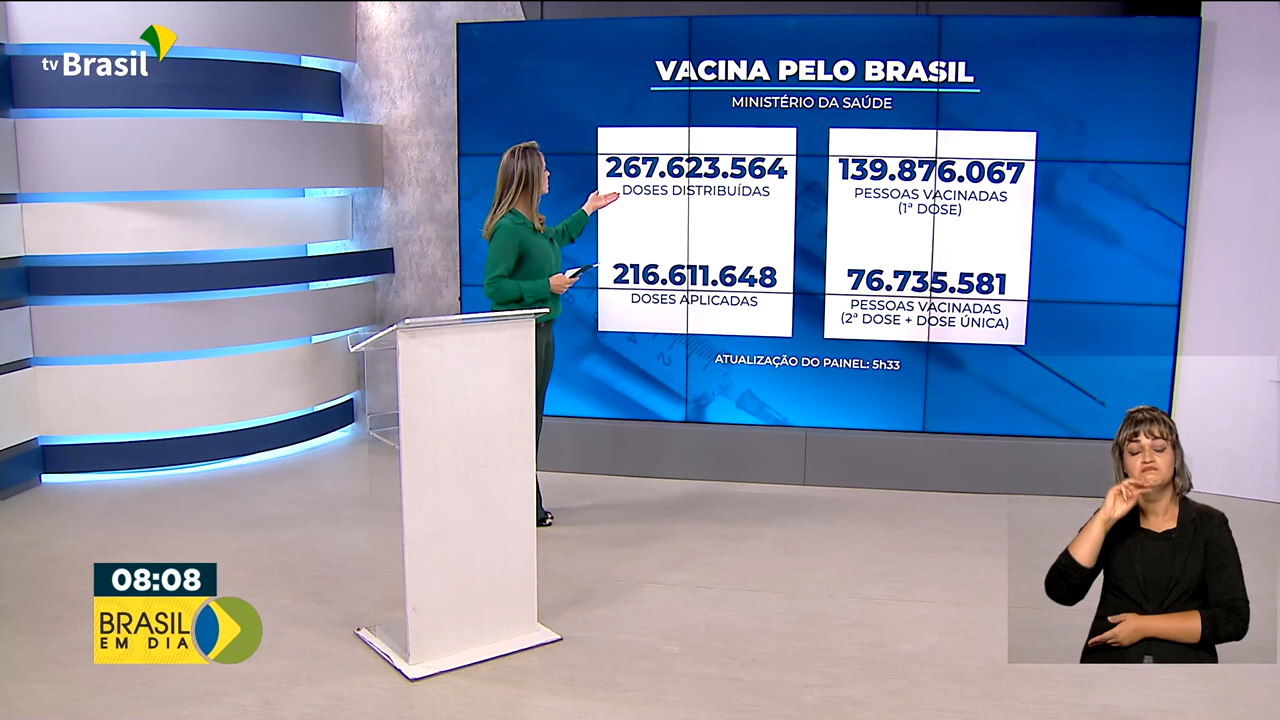 tv Brasil
VACINA PELO BRASIL
MINISTÉRIO DA SAÚDE
267.623.564
DOSES DISTRIBUÍDAS
216.611.648
DOSES APLICADAS
139.876.067
PESSOAS VACINADAS
(1ª DOSE)
76.735.581
PESSOAS VACINADAS
(2ª DOSE + DOSE ÚNICA)
ATUALIZAÇÃO DO PAINEL: 5h33
08:08
BRASIL
EM DIA